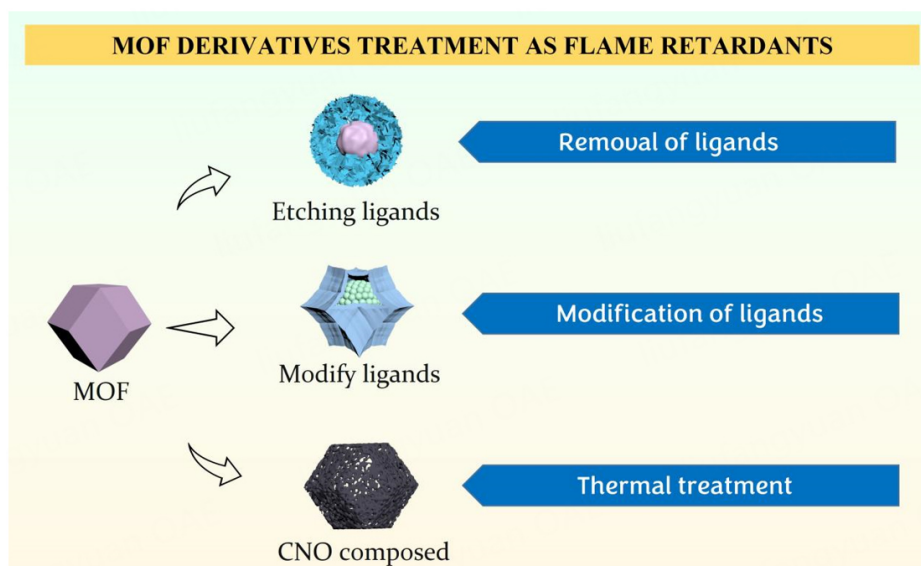 MOF DERIVATIVES TREATMENT AS FLAME RETARDANTS
Removal of ligands
Etching ligands
Modification of ligands
Modify ligands
MOF
Thermal treatment
CNO composed